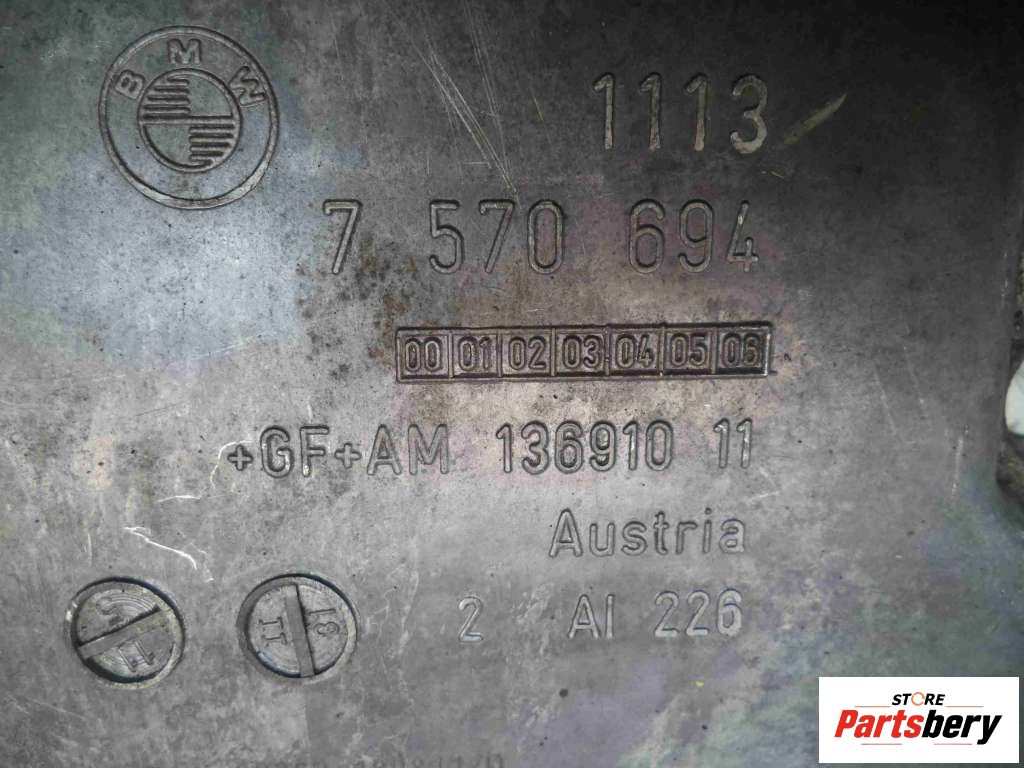 BMW
1113
7 570 694
00 01 02 03 04 05 06
+GF+AM 136910 11
Austria
2 Al 226
STORE
Partsbery